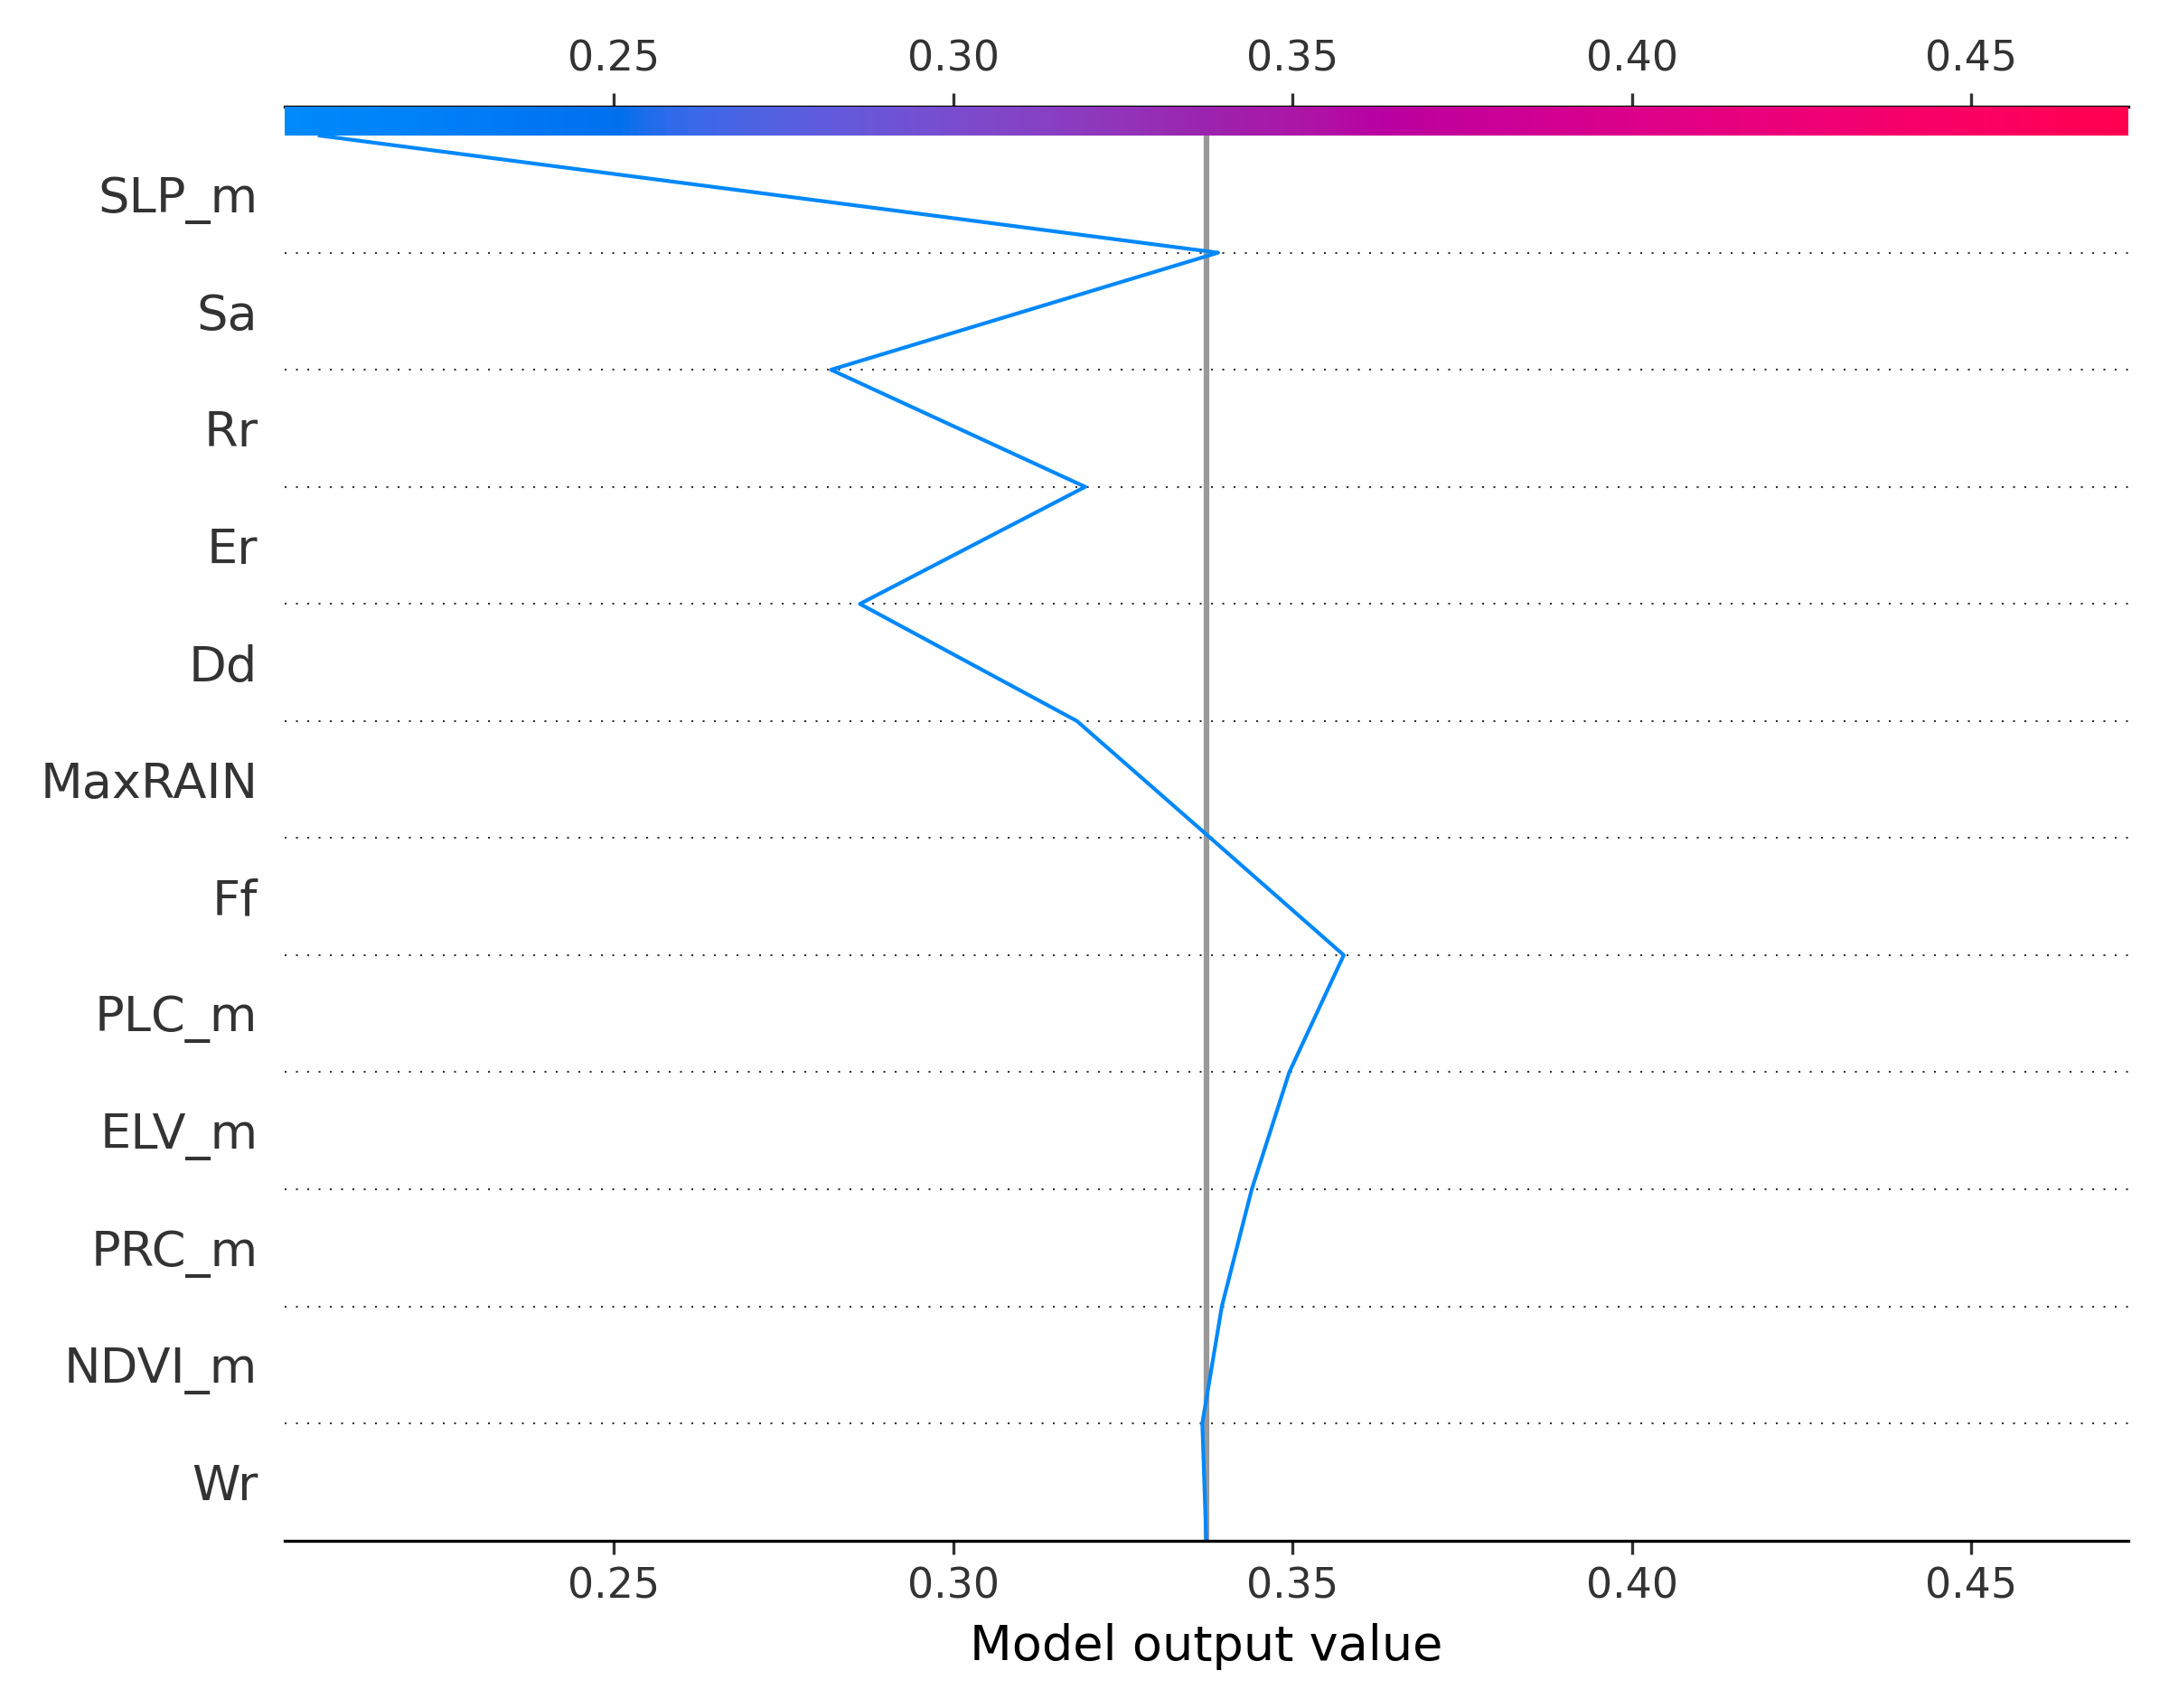 0.25 0.30 0.35 0.40 0.45
SLP_m
Sa
Rr
Er
Dd
MaxRAIN
Ff
PLC_m
ELV_m
PRC_m
NDVI_m
Wr
0.25 0.30 0.35 0.40 0.45
Model output value